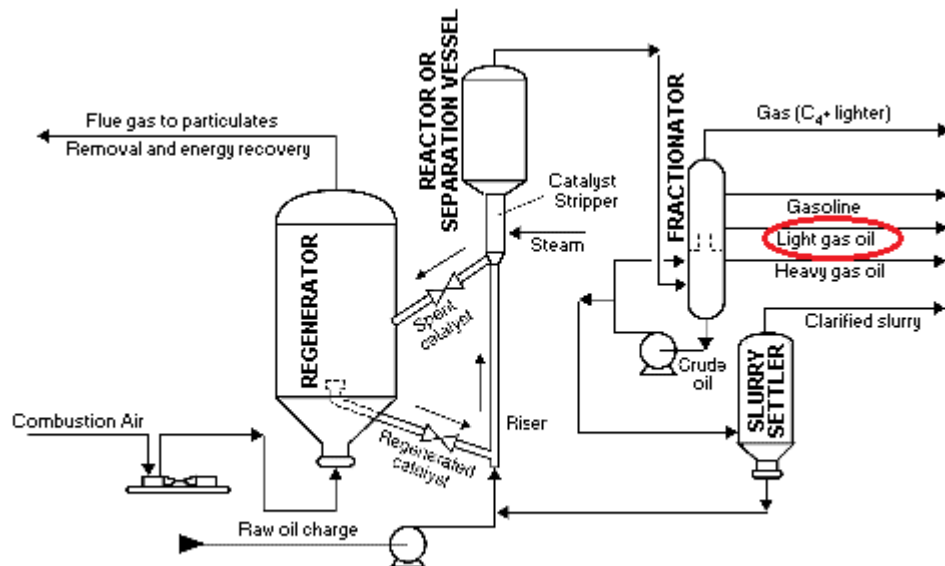 REACTOR OR
SEPARATION VESSEL
Flue gas to particulates
Removal and energy recovery
FRACTIONATOR
Gas (C₄+ lighter)
Catalyst
Stripper
Gasoline
Steam
Light gas oil
Heavy gas oil
REGENERATOR
Spent
catalyst
Clarified slurry
Crude
oil
SLURRY
SETTLER
Combustion Air
Riser
Regenerated
catalyst
Raw oil charge